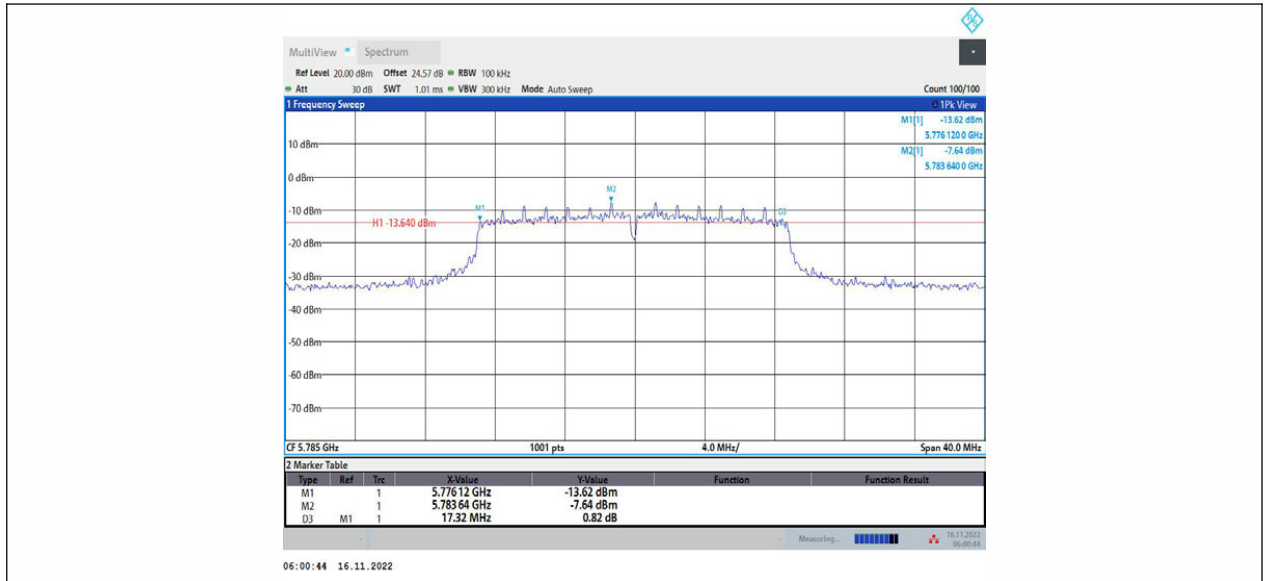 MultiView Spectrum
Ref Level 20.00 dBm Offset 24.57 dB RBW 100 kHz
Att 30 dB SWT 1.01 ms VBW 300 kHz Mode Auto Sweep Count 100/100
1 Frequency Sweep 1Pk View
M1[1] -13.62 dBm
5.776 120 0 GHz
M2[1] -7.64 dBm
5.783 640 0 GHz
10 dBm
0 dBm
M2
-10 dBm
M1
D3
H1 -13.640 dBm
-20 dBm
-30 dBm
-40 dBm
-50 dBm
-60 dBm
-70 dBm
CF 5.785 GHz 1001 pts 4.0 MHz/ Span 40.0 MHz
2 Marker Table
Type Ref Trc X-Value Y-Value Function Function Result
M1 1 5.776 12 GHz -13.62 dBm
M2 1 5.783 64 GHz -7.64 dBm
D3 M1 1 17.32 MHz 0.82 dB
Measuring... 16.11.2022
06:00:44
06:00:44 16.11.2022